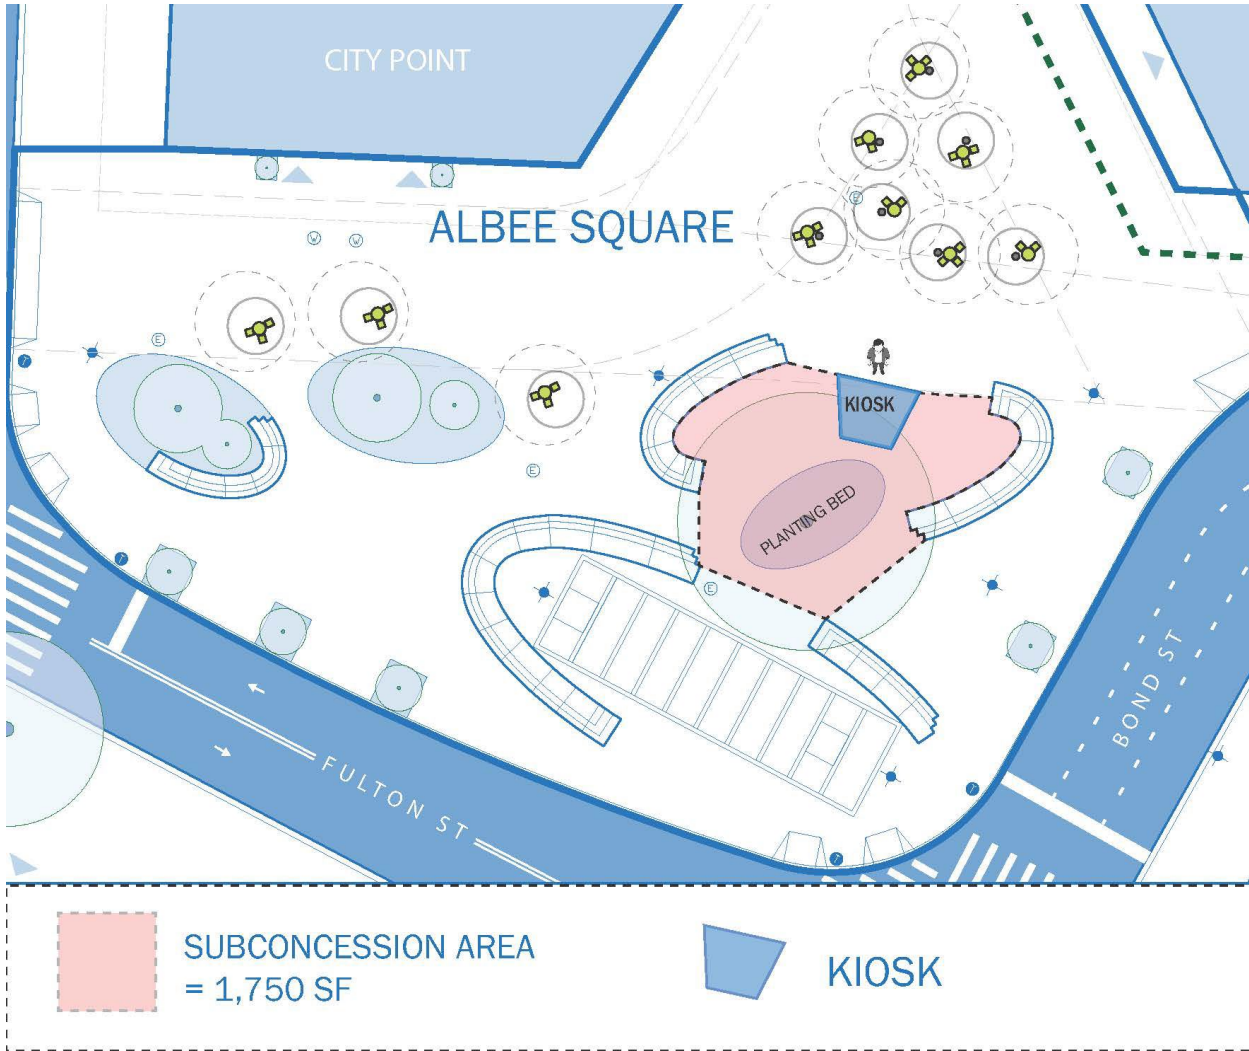 CITY POINT
ALBEE SQUARE
E
W
W
E
T
E
E
T
KIOSK
PLANTING BED
BOND ST
FULTON ST
T
T
SUBCONCESSION AREA
= 1,750 SF
KIOSK